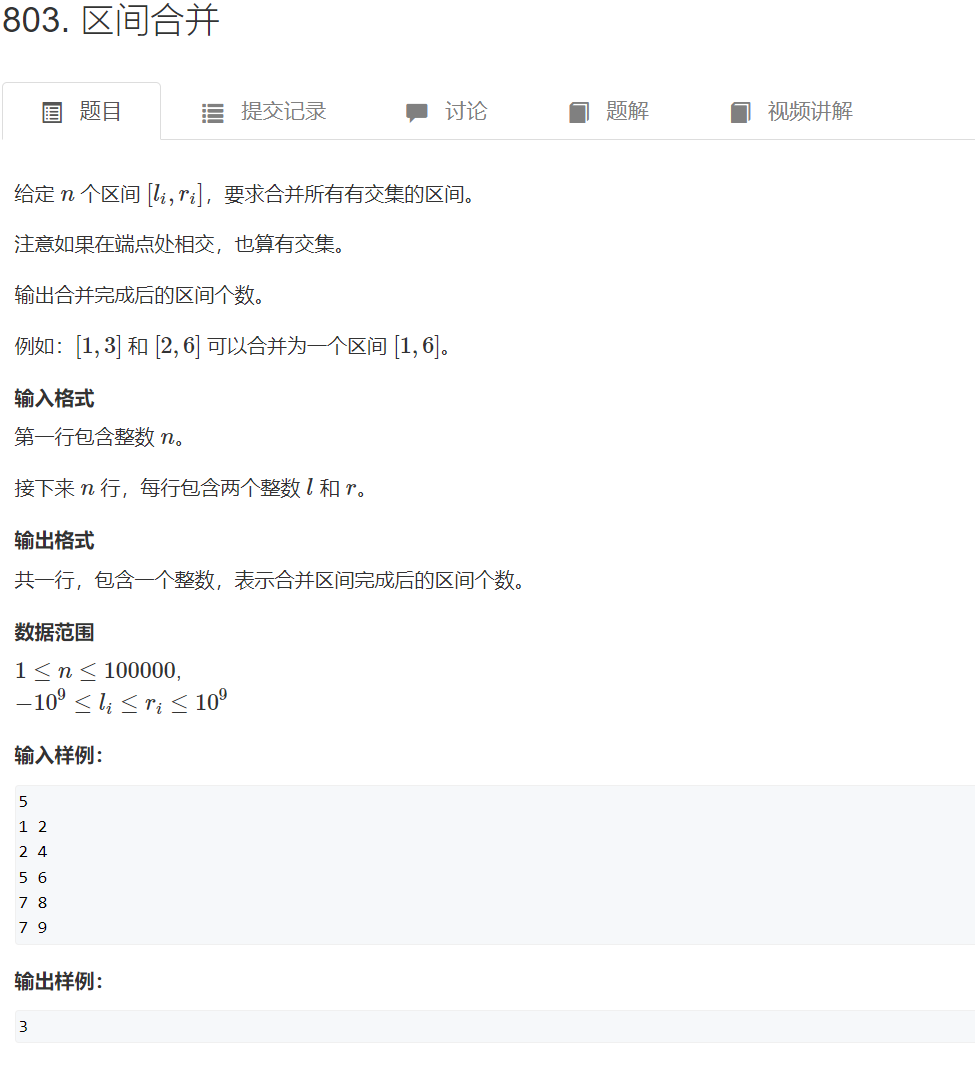 803. 区间合并
题目 提交记录 讨论 题解 视频讲解
给定 n 个区间 [l_i, r_i]，要求合并所有有交集的区间。
注意如果在端点处相交，也算有交集。
输出合并完成后的区间个数。
例如：[1, 3] 和 [2, 6] 可以合并为一个区间 [1, 6]。
输入格式
第一行包含整数 n。
接下来 n 行，每行包含两个整数 l 和 r。
输出格式
共一行，包含一个整数，表示合并区间完成后的区间个数。
数据范围
1 ≤ n ≤ 100000,
−10^9 ≤ l_i ≤ r_i ≤ 10^9
输入样例：
5
1 2
2 4
5 6
7 8
7 9
输出样例：
3